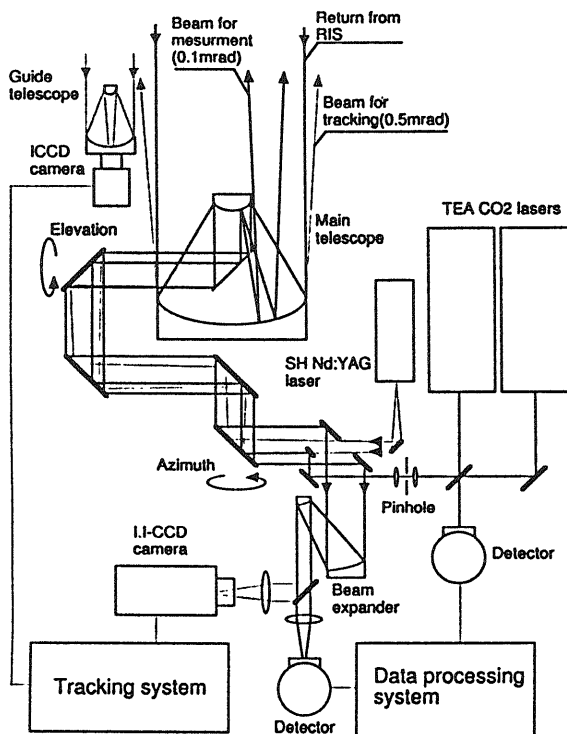 Beam for
mesurment
(0.1mrad)
Return from
RIS
Guide
telescope
Beam for
tracking(0.5mrad)
ICCD
camera
TEA CO2 lasers
Elevation
Main
telescope
SH Nd:YAG
laser
Azimuth
Pinhole
I.I-CCD
camera
Detector
Beam
expander
Tracking system
Data processing
system
Detector